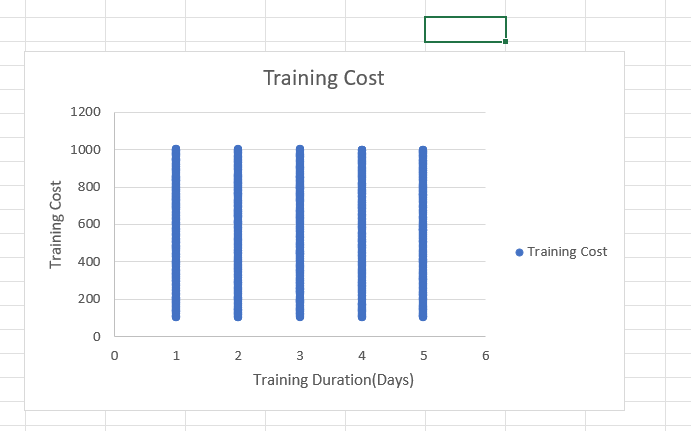 Training Cost
1200
1000
800
600
400
200
0
Training Cost
0 1 2 3 4 5 6
Training Duration(Days)
Training Cost